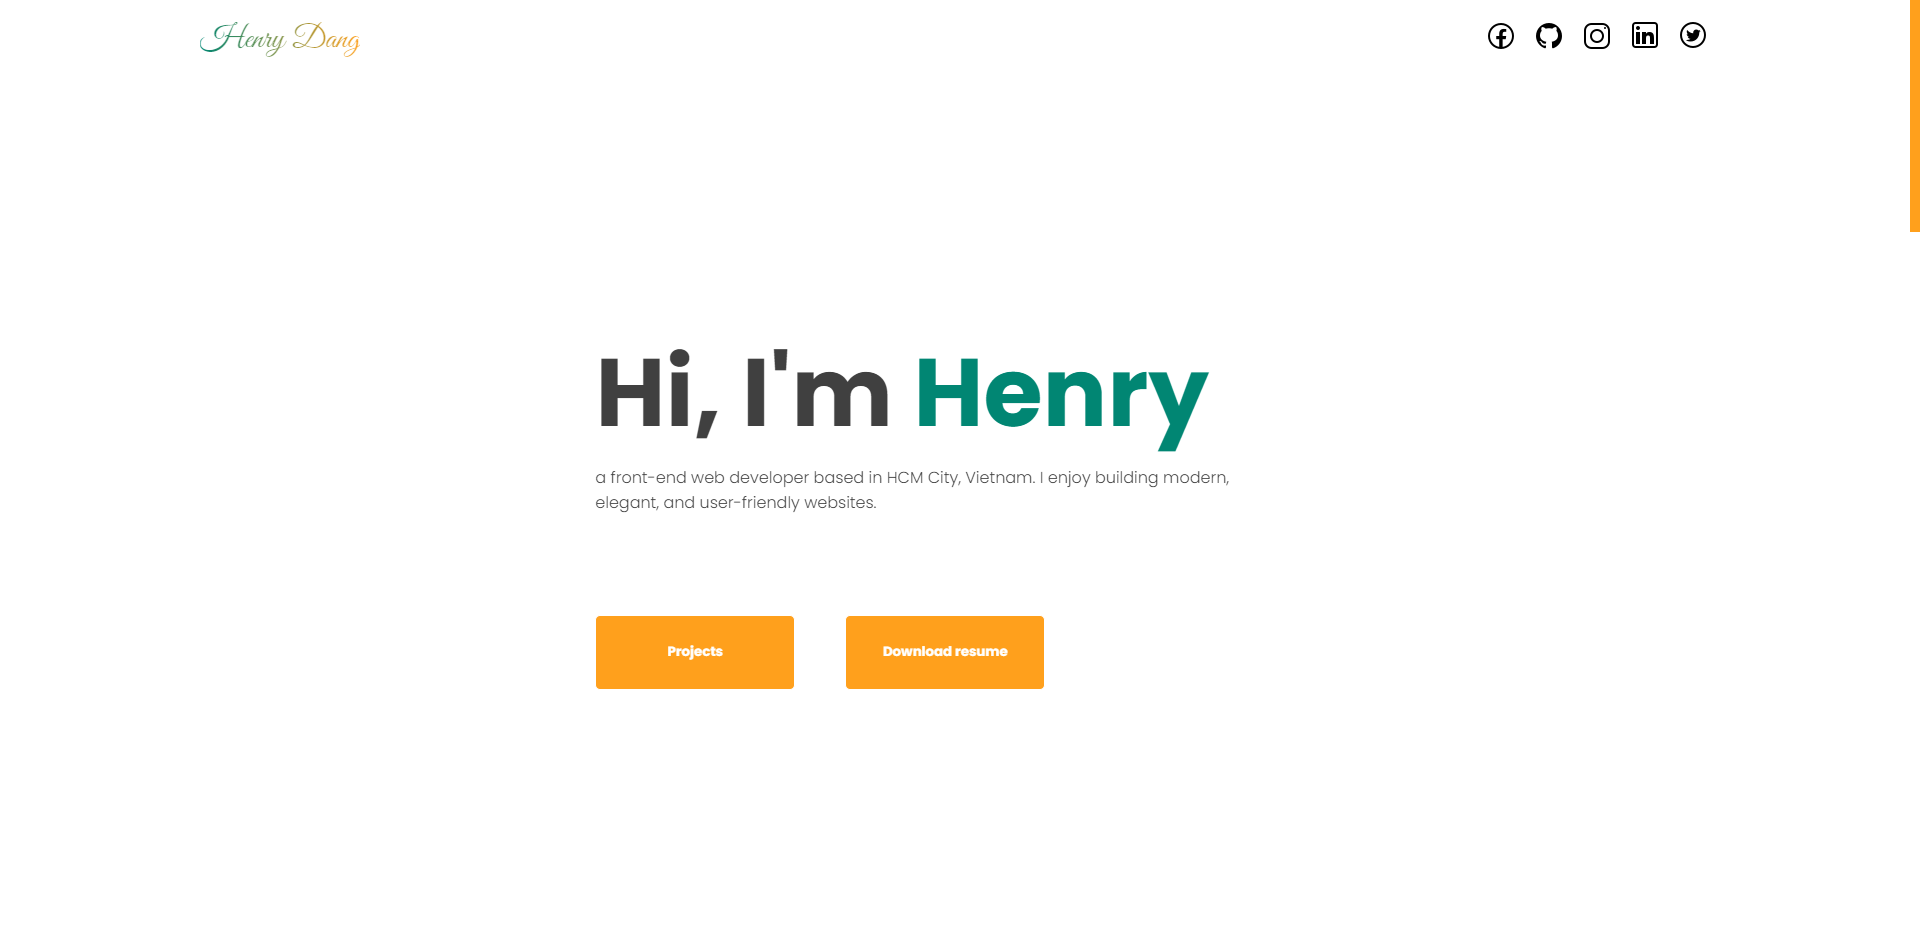 Henry Dang
Hi, I'm Henry
a front-end web developer based in HCM City, Vietnam. I enjoy building modern,
elegant, and user-friendly websites.
Projects
Download resume